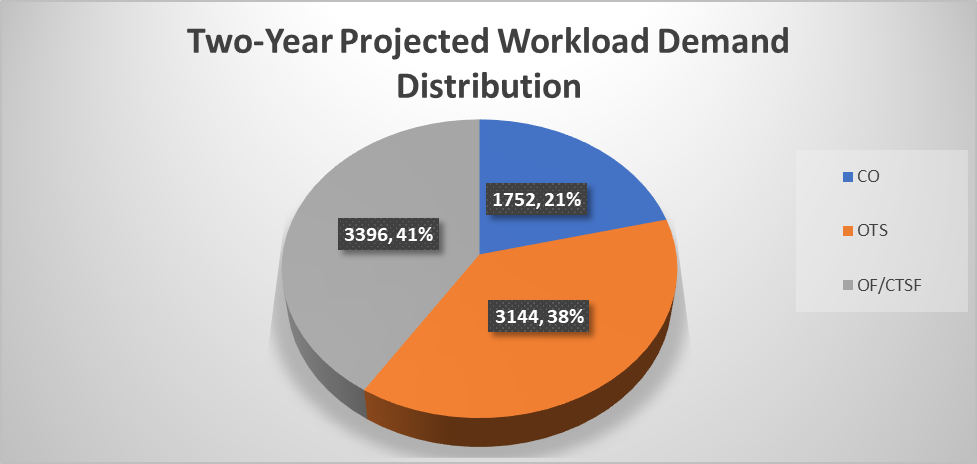 Two-Year Projected Workload Demand
Distribution
1752, 21%
3396, 41%
3144, 38%
CO
OTS
OF/CTSF